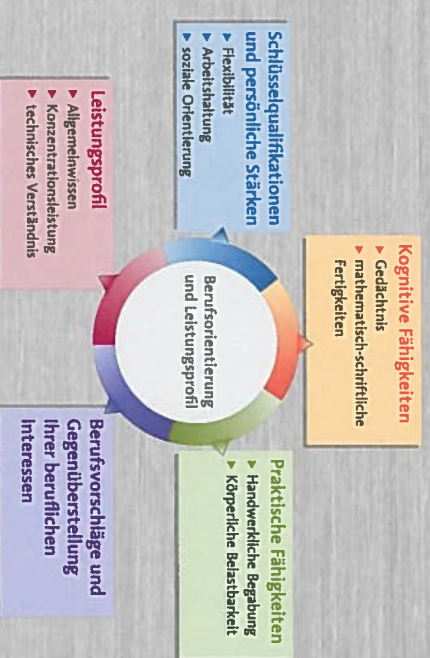 Kognitive Fähigkeiten
▸ Gedächtnis
▸ mathematisch-schriftliche
Fertigkeiten
Schlüsselqualifikationen
und persönliche Stärken
▸ Flexibilität
▸ Arbeitshaltung
▸ soziale Orientierung
Praktische Fähigkeiten
▸ Handwerkliche Begabung
▸ Körperliche Belastbarkeit
Berufsorientierung
und Leistungsprofil
Leistungsprofil
▸ Allgemeinwissen
▸ Konzentrationsleistung
▸ technisches Verständnis
Berufsvorschläge und
Gegenüberstellung
Ihrer beruflichen
Interessen